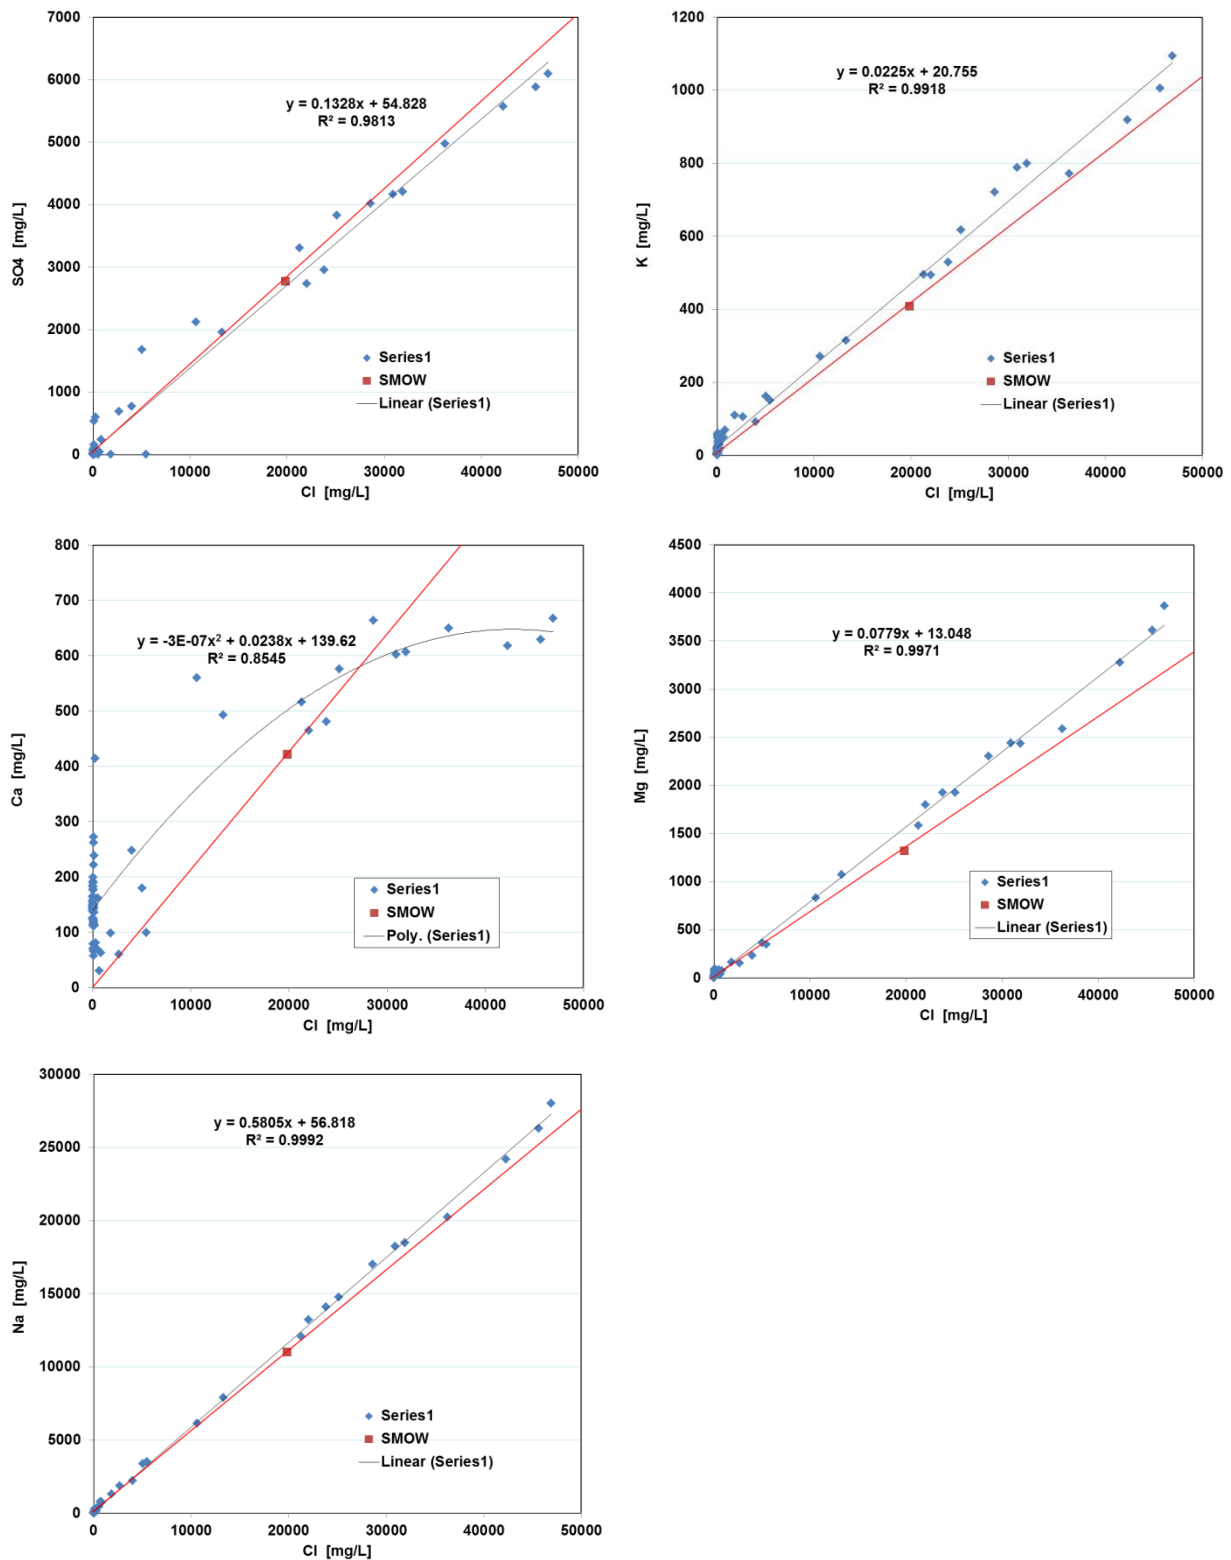 7000
6000
5000
4000
3000
2000
1000
0
SO4 [mg/L]
y = 0.1328x + 54.828
R² = 0.9813
Series1
SMOW
Linear (Series1)
0 10000 20000 30000 40000 50000
Cl [mg/L]
1200
1000
800
600
400
200
0
K [mg/L]
y = 0.0225x + 20.755
R² = 0.9918
Series1
SMOW
Linear (Series1)
0 10000 20000 30000 40000 50000
Cl [mg/L]
800
700
600
500
400
300
200
100
0
Ca [mg/L]
y = -3E-07x² + 0.0238x + 139.62
R² = 0.8545
Series1
SMOW
Poly. (Series1)
0 10000 20000 30000 40000 50000
Cl [mg/L]
4500
4000
3500
3000
2500
2000
1500
1000
500
0
Mg [mg/L]
y = 0.0779x + 13.048
R² = 0.9971
Series1
SMOW
Linear (Series1)
0 10000 20000 30000 40000 50000
Cl [mg/L]
30000
25000
20000
15000
10000
5000
0
Na [mg/L]
y = 0.5805x + 56.818
R² = 0.9992
Series1
SMOW
Linear (Series1)
0 10000 20000 30000 40000 50000
Cl [mg/L]